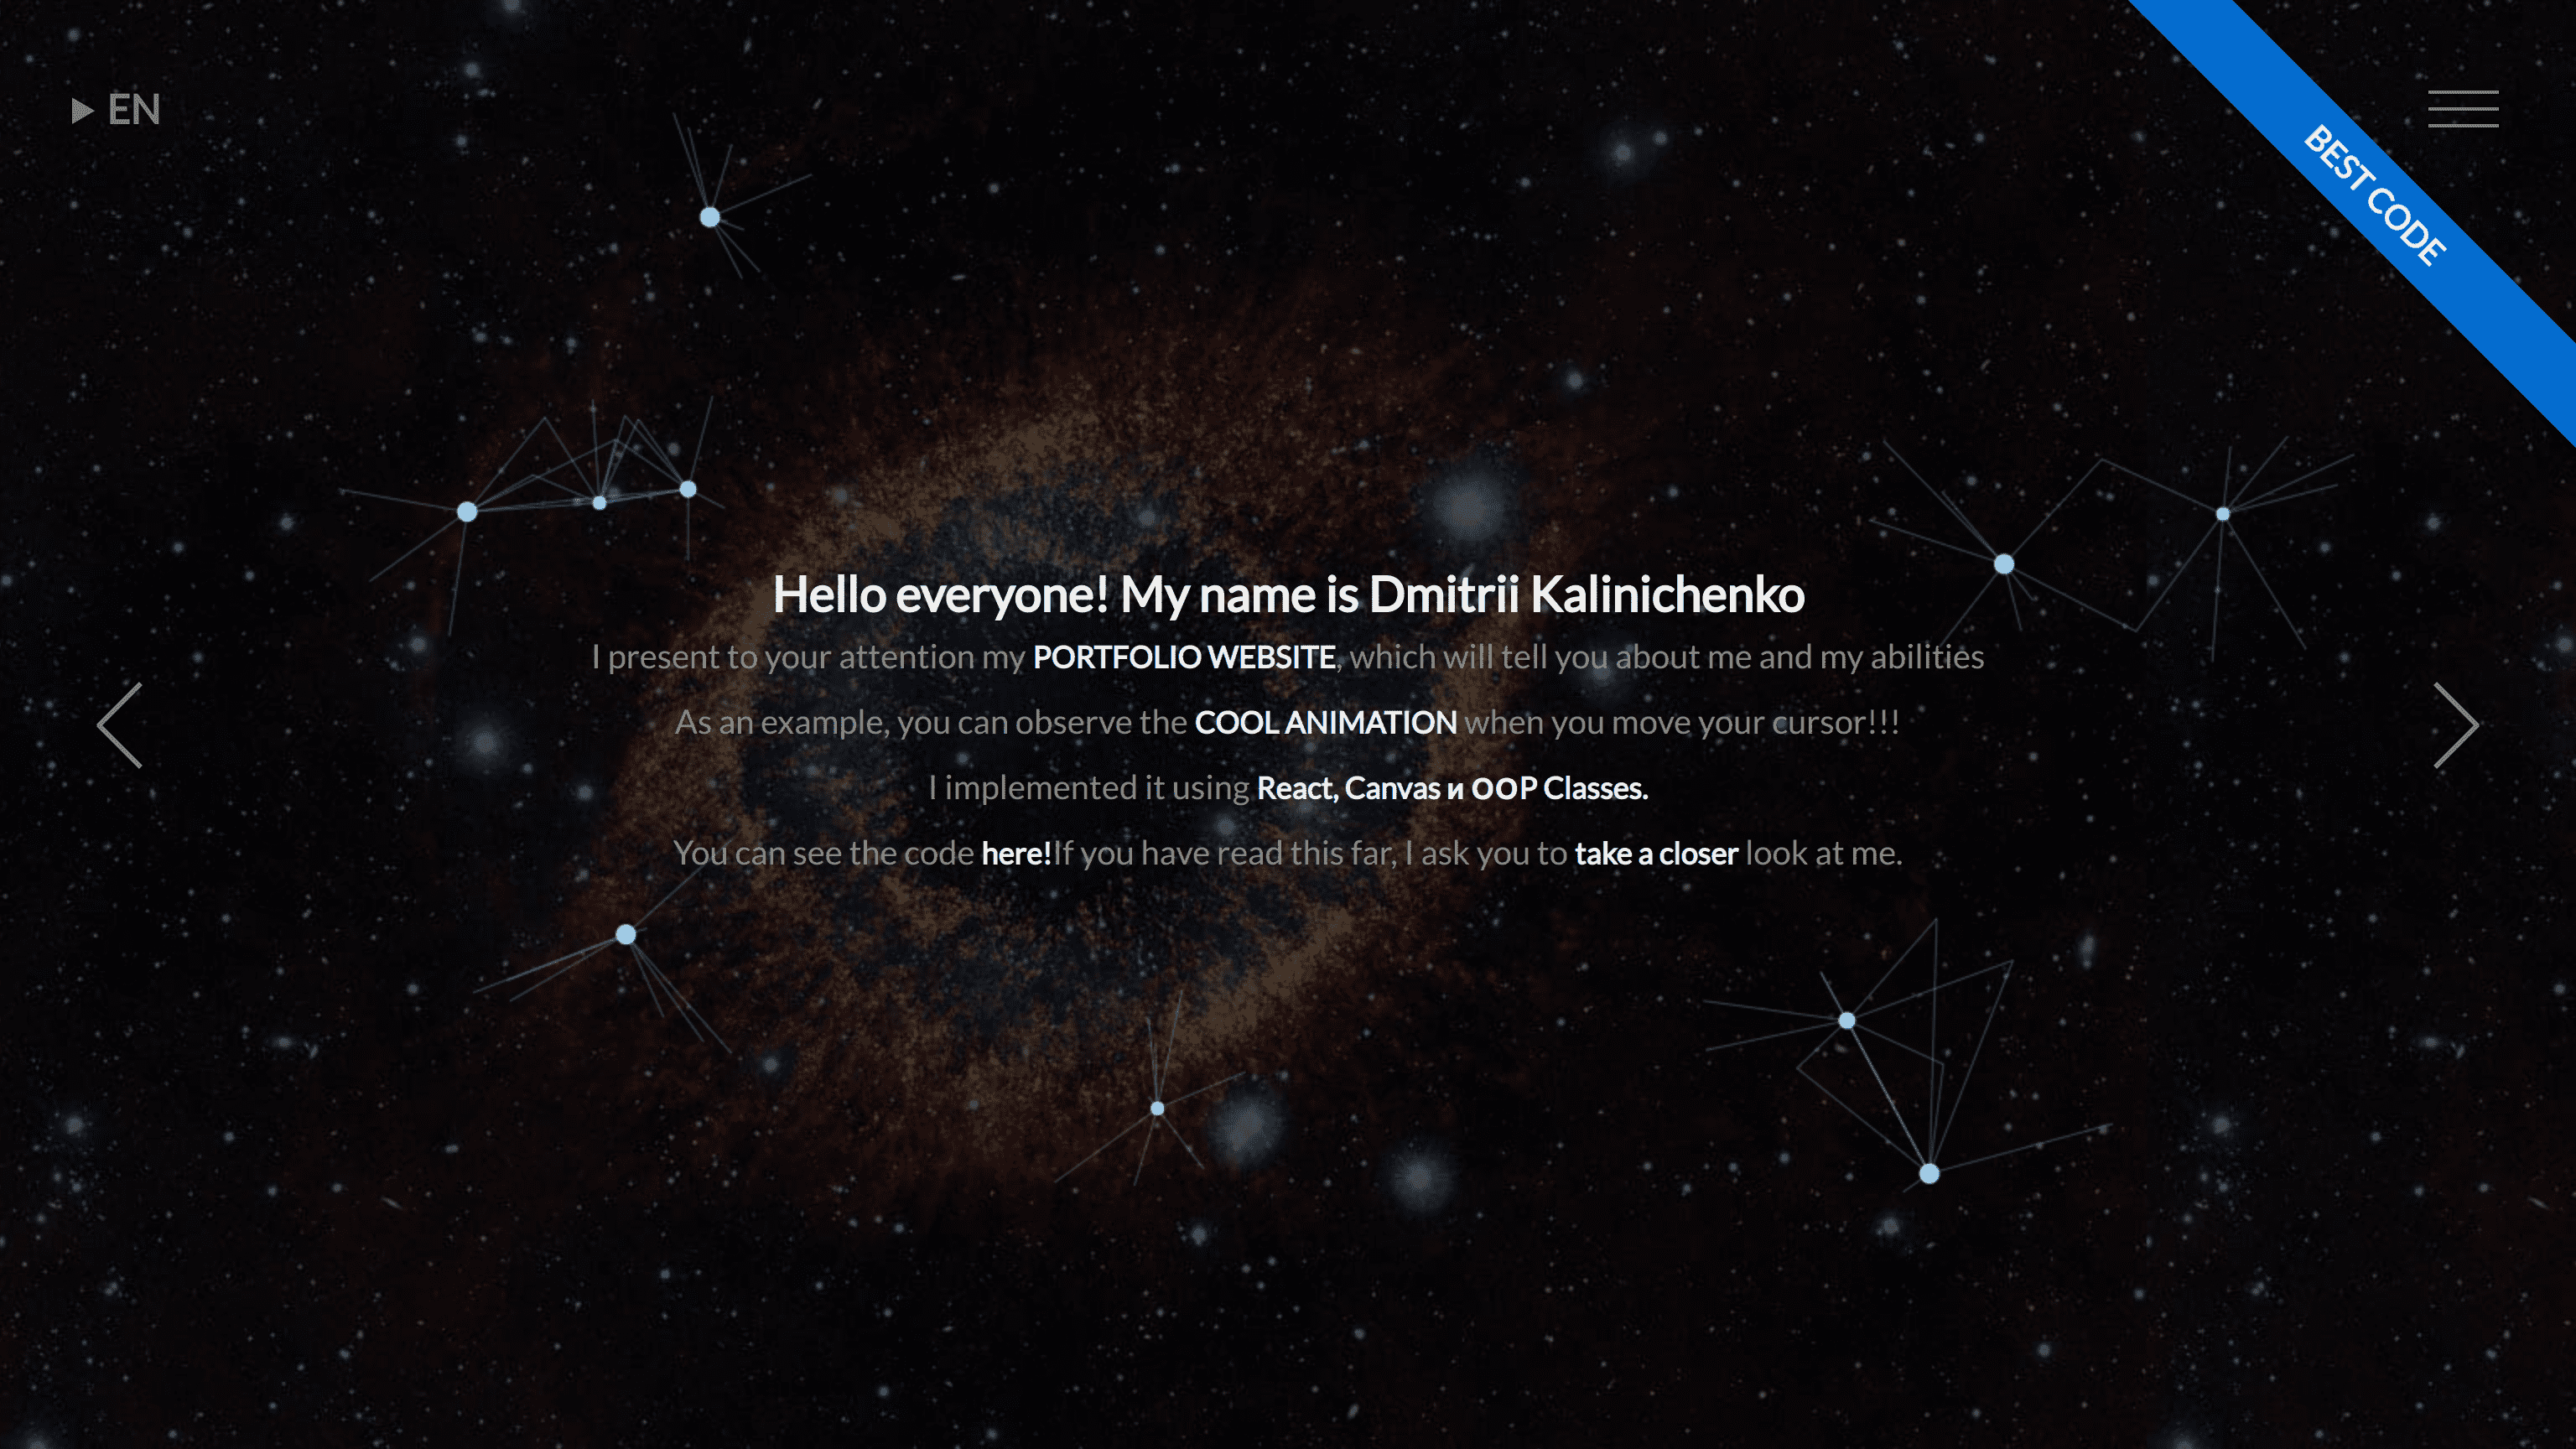 EN
BEST CODE
Hello everyone! My name is Dmitrii Kalinichenko
I present to your attention my PORTFOLIO WEBSITE, which will tell you about me and my abilities
As an example, you can observe the COOL ANIMATION when you move your cursor!!!
I implemented it using React, Canvas и ООP Classes.
You can see the code here!If you have read this far, I ask you to take a closer look at me.